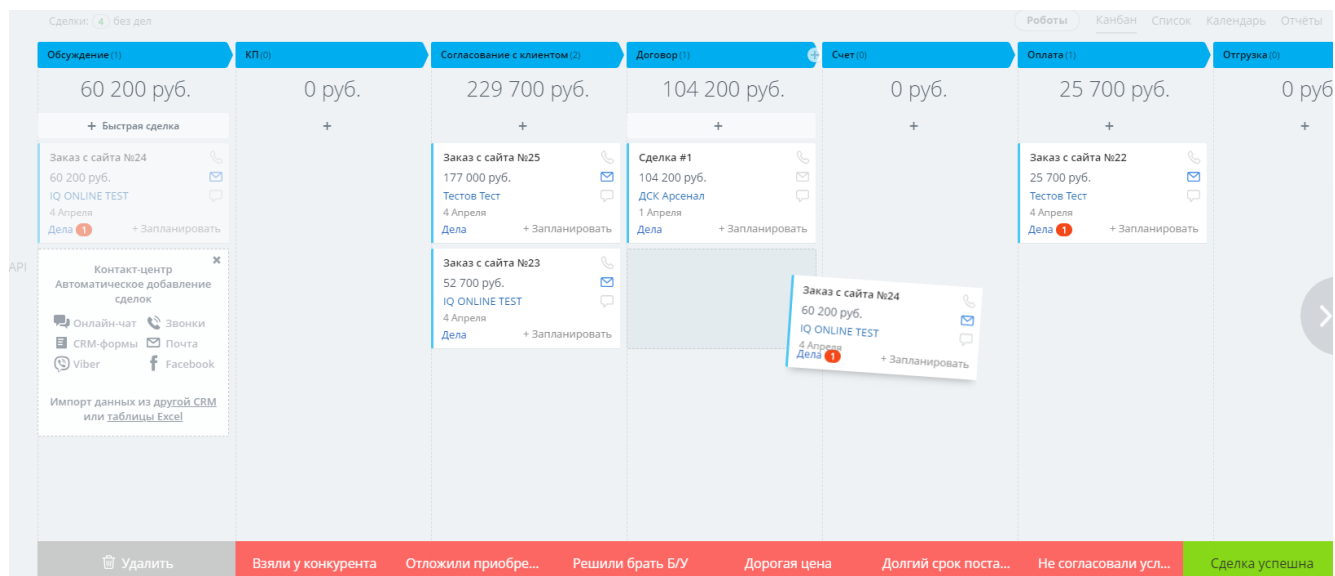 Сделки: 4 без дел
Роботы Канбан Список Календарь Отчёты
Обсуждение (1)
60 200 руб.
+ Быстрая сделка
Заказ с сайта №24
60 200 руб.
IQ ONLINE TEST
4 Апреля
Дела 1 + Запланировать
Контакт-центр
Автоматическое добавление
сделок
Онлайн-чат Звонки
CRM-формы Почта
Viber Facebook
Импорт данных из другой CRM
или таблицы Excel
API
КП (0)
0 руб.
+
Согласование с клиентом (2)
229 700 руб.
+
Заказ с сайта №25
177 000 руб.
Тестов Тест
4 Апреля
Дела + Запланировать
Заказ с сайта №23
52 700 руб.
IQ ONLINE TEST
4 Апреля
Дела + Запланировать
Договор (1)
104 200 руб.
+
Сделка #1
104 200 руб.
ДСК Арсенал
1 Апреля
Дела + Запланировать
Заказ с сайта №24
60 200 руб.
IQ ONLINE TEST
4 Апреля
Дела 1 + Запланировать
Счет (0)
0 руб.
+
Оплата (1)
25 700 руб.
+
Заказ с сайта №22
25 700 руб.
Тестов Тест
4 Апреля
Дела 1 + Запланировать
Отгрузка (0)
0 руб
+
Удалить Взяли у конкурента Отложили приобре... Решили брать Б/У Дорогая цена Долгий срок поста... Не согласовали усл... Сделка успешна